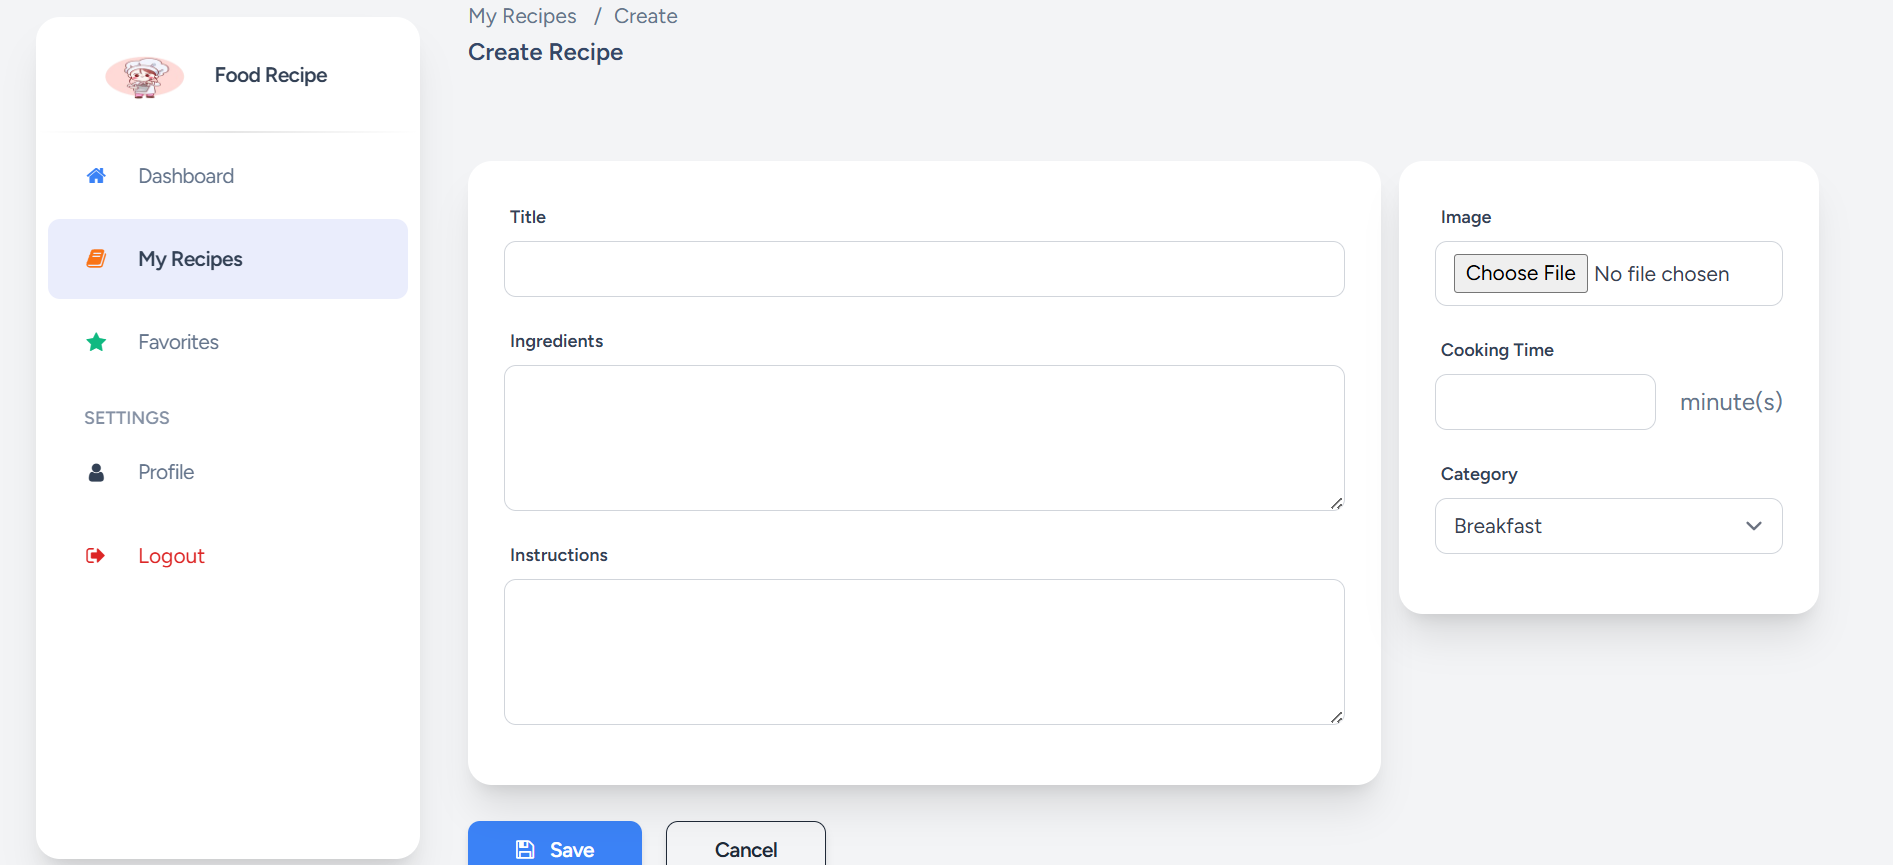 Food Recipe
Dashboard
My Recipes
Favorites
SETTINGS
Profile
Logout
My Recipes / Create
Create Recipe
Title
Ingredients
Instructions
Image
Choose File No file chosen
Cooking Time
minute(s)
Category
Breakfast
Save
Cancel